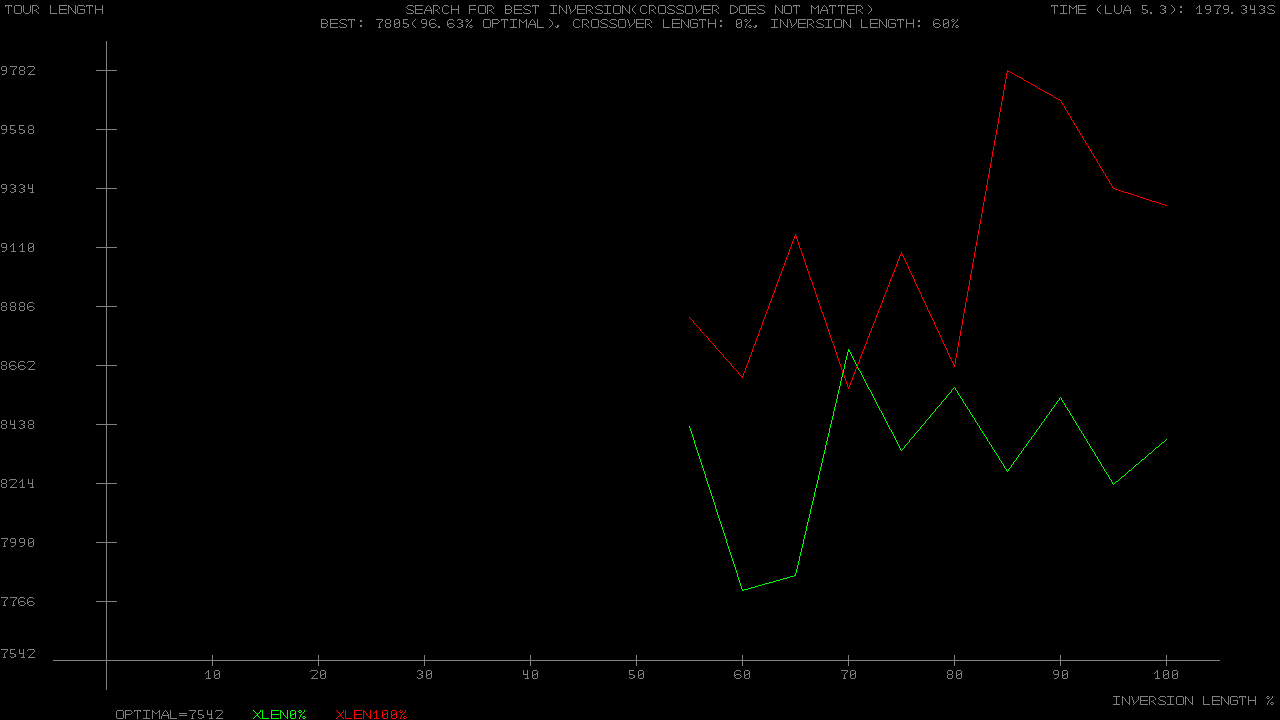 TOUR LENGTH SEARCH FOR BEST INVERSION(CROSSOVER DOES NOT MATTER) TIME (LUA 5.3): 1979.343S
BEST: 7805(96.63% OPTIMAL), CROSSOVER LENGTH: 0%, INVERSION LENGTH: 60%
9782
9558
9334
9110
8886
8662
8438
8214
7990
7766
7542
10 20 30 40 50 60 70 80 90 100
INVERSION LENGTH %
OPTIMAL=7542 XLEN0% XLEN100%